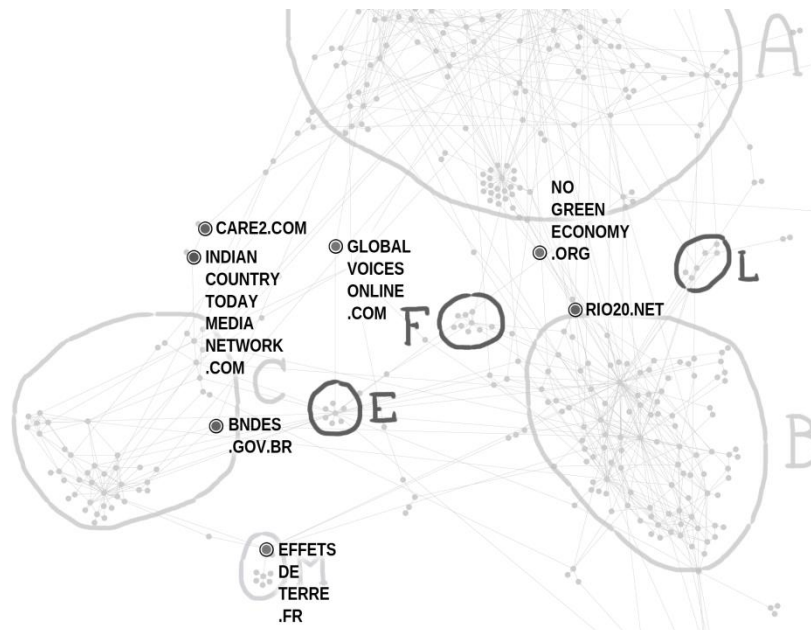 A
NO
GREEN
ECONOMY
.ORG
CARE2.COM
INDIAN
COUNTRY
TODAY
MEDIA
NETWORK
.COM
GLOBAL
VOICES
ONLINE
.COM
L
F
RIO20.NET
C
E
BNDES
.GOV.BR
B
EFFETS
DE
TERRE
.FR
M